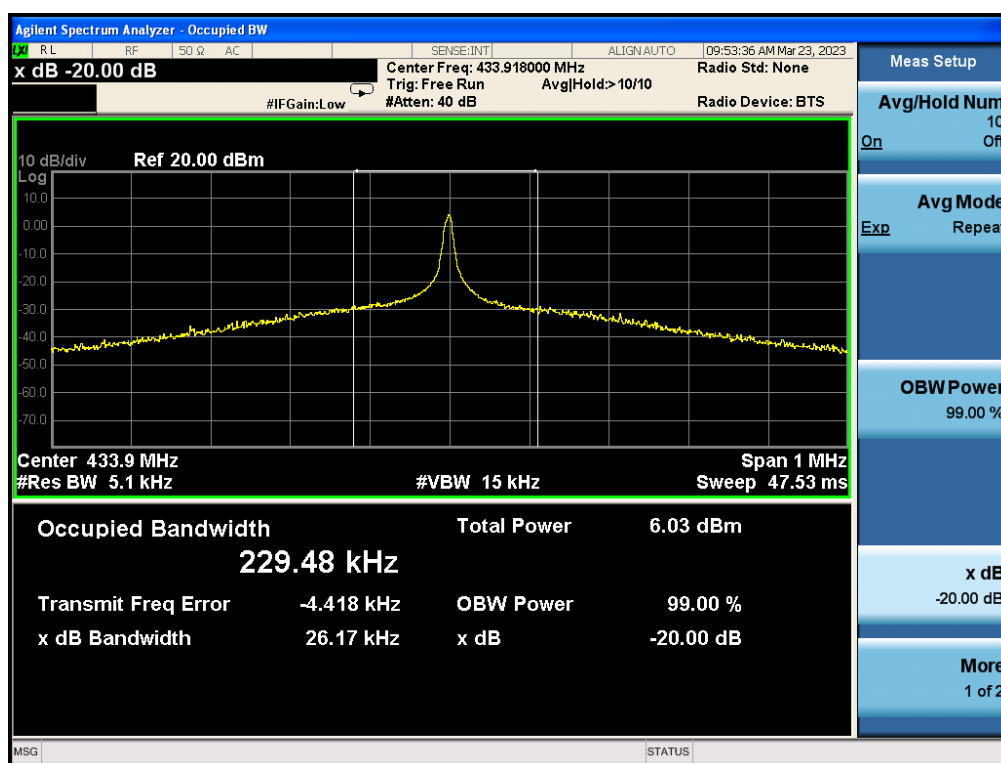 Agilent Spectrum Analyzer - Occupied BW
LXI RL RF 50 Ω AC SENSE:INT ALIGN AUTO 09:53:36 AM Mar 23, 2023
x dB -20.00 dB
Center Freq: 433.918000 MHz Radio Std: None
Trig: Free Run Avg|Hold:>10/10
#IFGain:Low #Atten: 40 dB Radio Device: BTS
10 dB/div Ref 20.00 dBm
Log
10.0
0.00
-10.0
-20.0
-30.0
-40.0
-50.0
-60.0
-70.0
Center 433.9 MHz Span 1 MHz
#Res BW 5.1 kHz #VBW 15 kHz Sweep 47.53 ms
Occupied Bandwidth Total Power 6.03 dBm
229.48 kHz
Transmit Freq Error -4.418 kHz OBW Power 99.00 %
x dB Bandwidth 26.17 kHz x dB -20.00 dB
MSG STATUS
Meas Setup
Avg/Hold Num
10
On Off
Avg Mode
Exp Repea
OBW Power
99.00 %
x dB
-20.00 dB
More
1 of 2